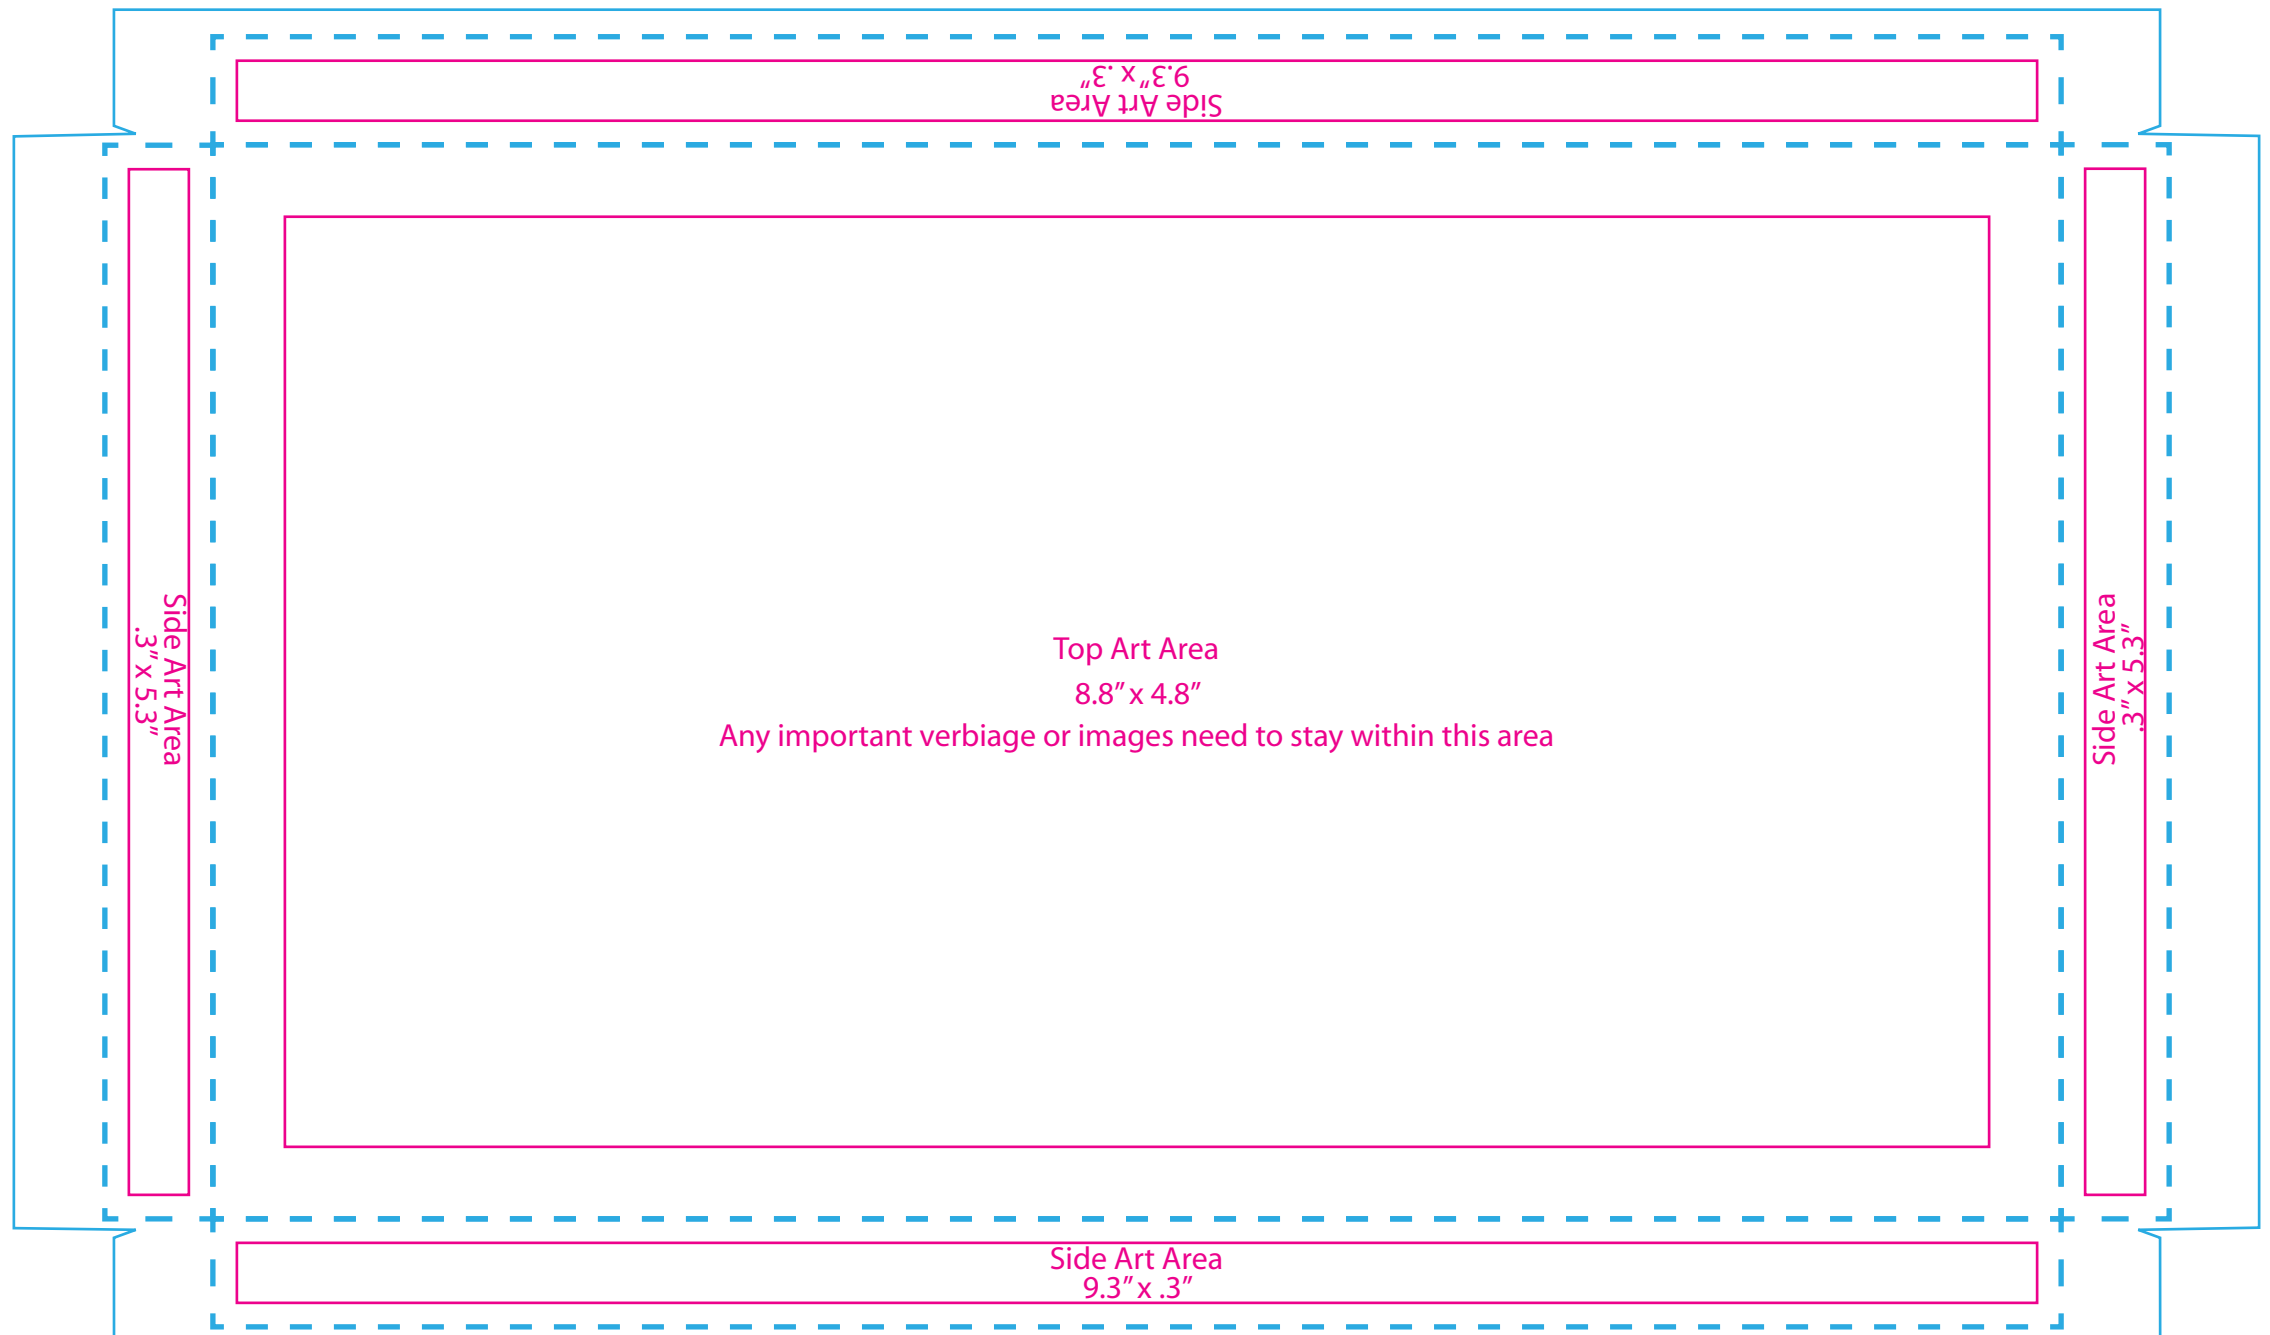 Side Art Area
9.3” x .3”
Side Art Area
.3” x 5.3”
Top Art Area
8.8” x 4.8”
Any important verbiage or images need to stay within this area
Side Art Area
.3” x 5.3”
Side Art Area
9.3” x .3”